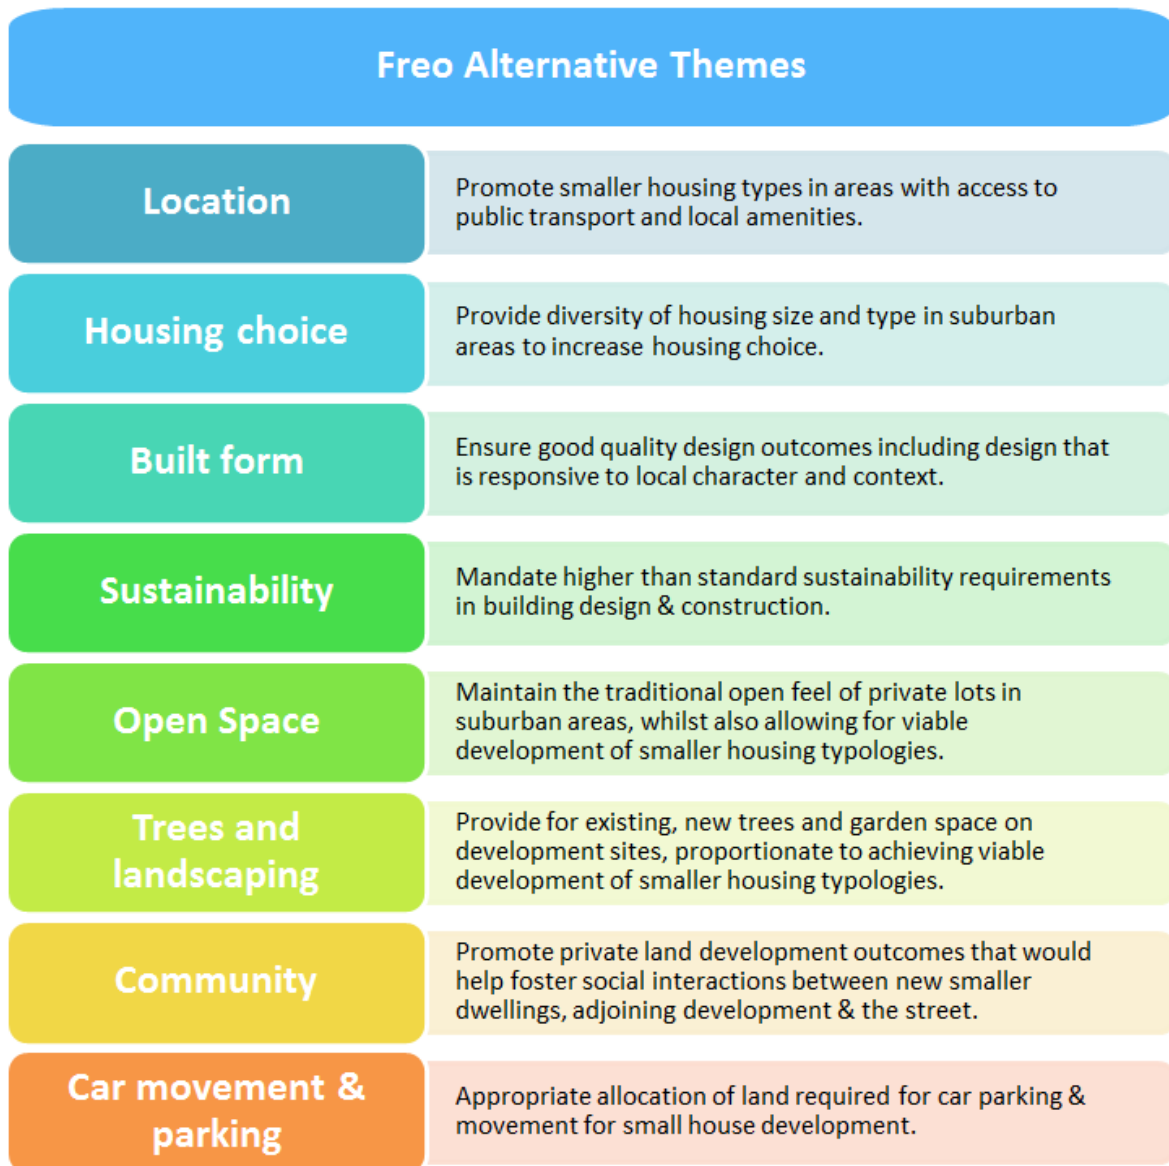 Freo Alternative Themes
Location
Promote smaller housing types in areas with access to
public transport and local amenities.
Housing choice
Provide diversity of housing size and type in suburban
areas to increase housing choice.
Built form
Ensure good quality design outcomes including design that
is responsive to local character and context.
Sustainability
Mandate higher than standard sustainability requirements
in building design & construction.
Open Space
Maintain the traditional open feel of private lots in
suburban areas, whilst also allowing for viable
development of smaller housing typologies.
Trees and
landscaping
Provide for existing, new trees and garden space on
development sites, proportionate to achieving viable
development of smaller housing typologies.
Community
Promote private land development outcomes that would
help foster social interactions between new smaller
dwellings, adjoining development & the street.
Car movement &
parking
Appropriate allocation of land required for car parking &
movement for small house development.